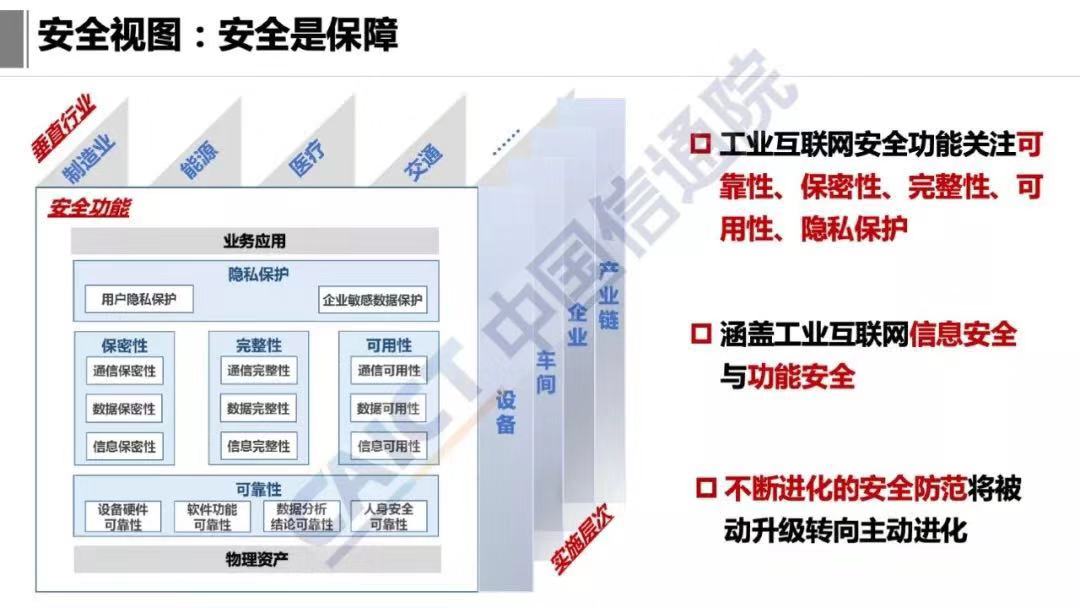 安全视图：安全是保障
垂直行业
制造业
能源
医疗
交通
......
安全功能
业务应用
隐私保护
用户隐私保护
企业敏感数据保护
保密性
通信保密性
数据保密性
信息保密性
完整性
通信完整性
数据完整性
信息完整性
可用性
通信可用性
数据可用性
信息可用性
可靠性
设备硬件
可靠性
软件功能
可靠性
数据分析
结论可靠性
人身安全
可靠性
物理资产
设备
车间
企业
产业链
实施层次
工业互联网安全功能关注可
靠性、保密性、完整性、可
用性、隐私保护
涵盖工业互联网信息安全
与功能安全
不断进化的安全防范将被
动升级转向主动进化
CAICT 中国信通院